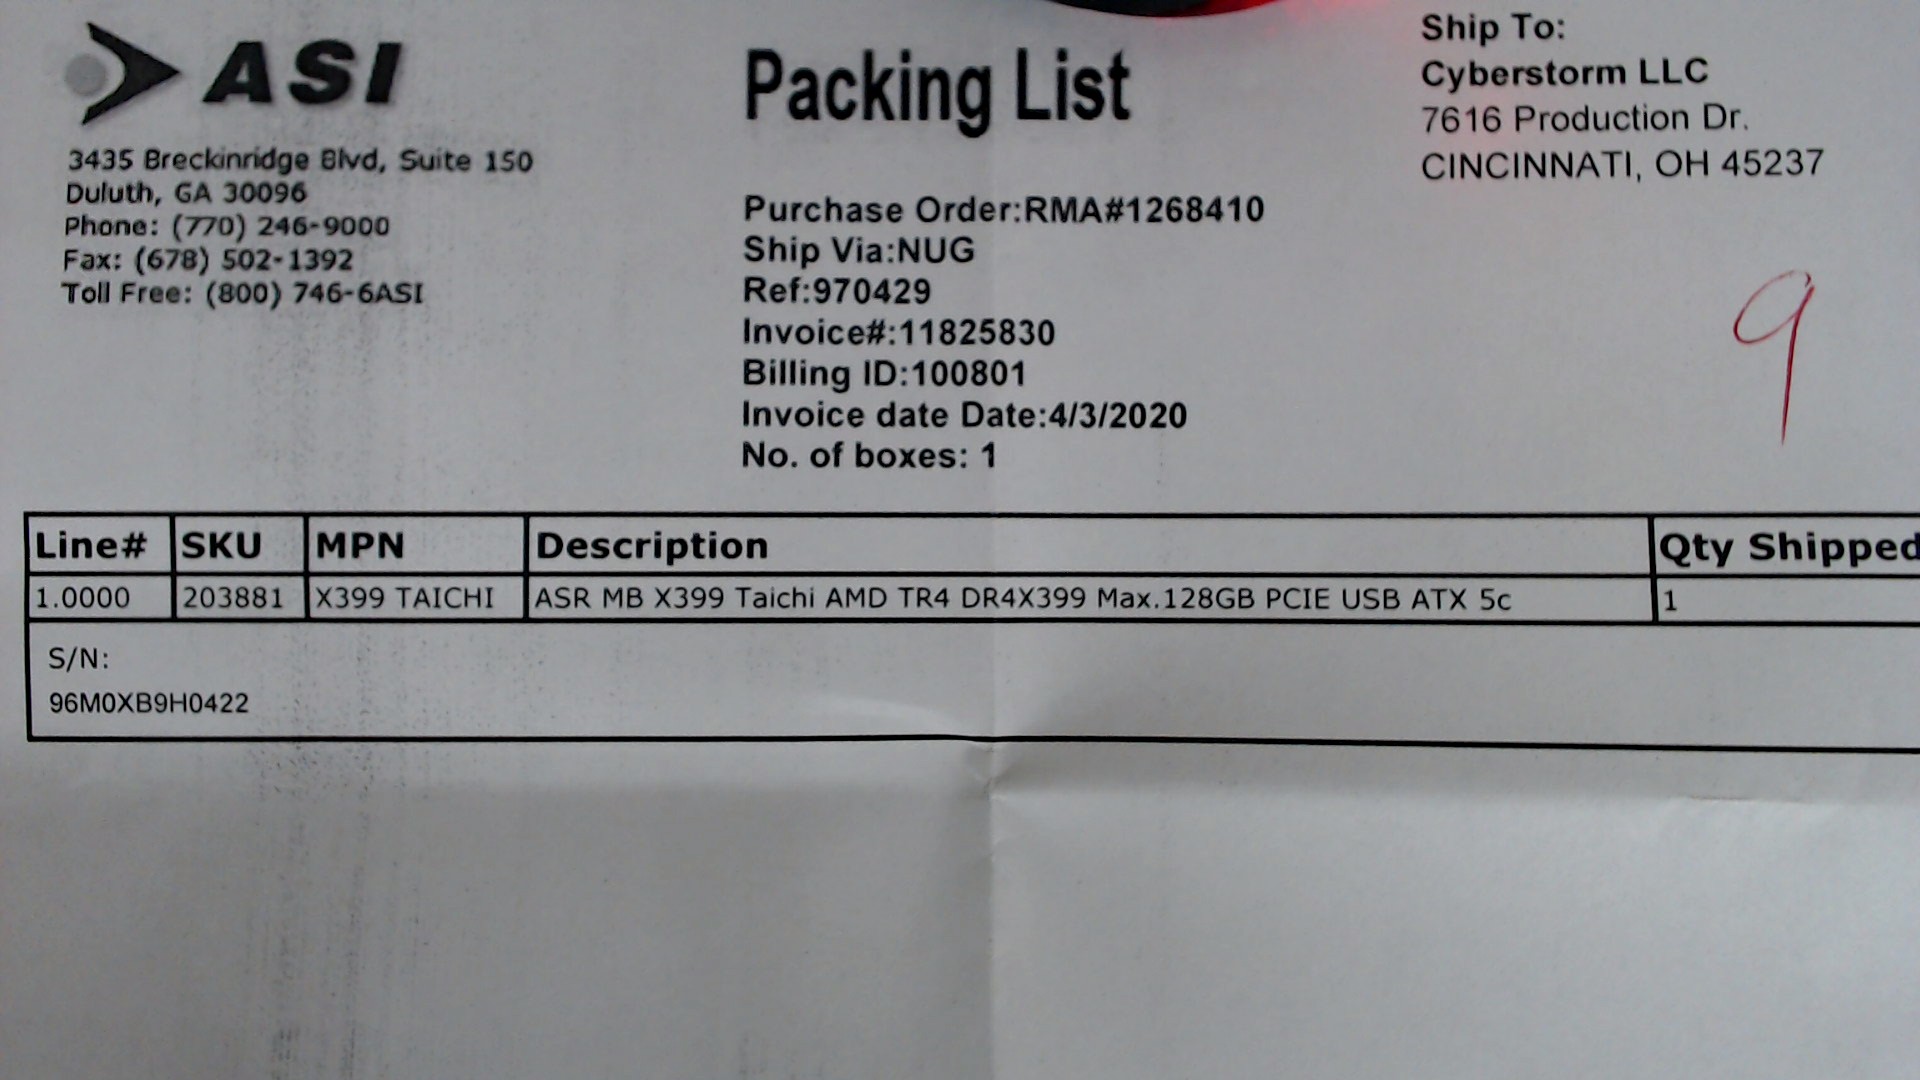 ASI
3435 Breckinridge Blvd, Suite 150
Duluth, GA 30096
Phone: (770) 246-9000
Fax: (678) 502-1392
Toll Free: (800) 746-6ASI
Packing List
Purchase Order:RMA#1268410
Ship Via:NUG
Ref:970429
Invoice#:11825830
Billing ID:100801
Invoice date Date:4/3/2020
No. of boxes: 1
Ship To:
Cyberstorm LLC
7616 Production Dr.
CINCINNATI, OH 45237
9
Line# SKU MPN Description Qty Shipped
1.0000 203881 X399 TAICHI ASR MB X399 Taichi AMD TR4 DR4X399 Max.128GB PCIE USB ATX 5c 1
S/N:
96M0XB9H0422